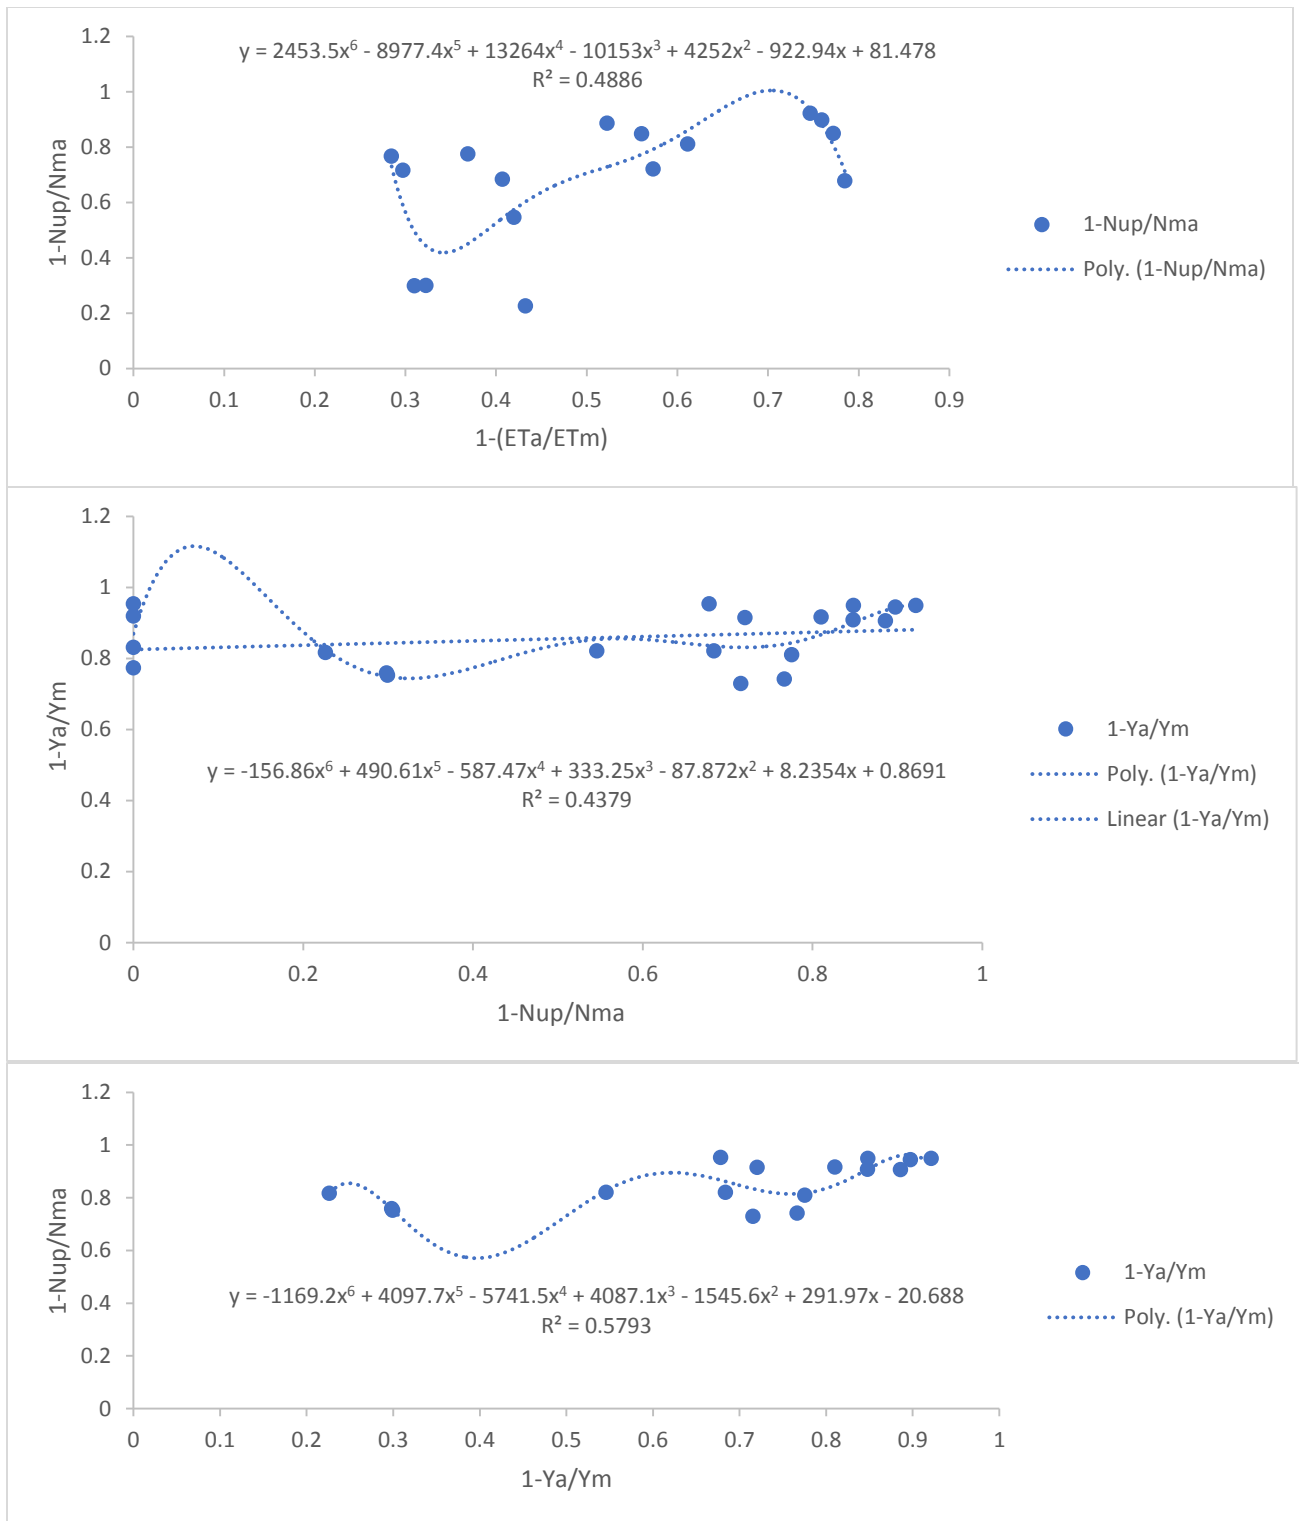 1.2
1
0.8
0.6
0.4
0.2
0
y = 2453.5x⁶ - 8977.4x⁵ + 13264x⁴ - 10153x³ + 4252x² - 922.94x + 81.478
R² = 0.4886
1-Nup/Nma
0 0.1 0.2 0.3 0.4 0.5 0.6 0.7 0.8 0.9
1-(ETa/ETm)
1-Nup/Nma
Poly. (1-Nup/Nma)
1.2
1
0.8
0.6
0.4
0.2
0
1-Ya/Ym
y = -156.86x⁶ + 490.61x⁵ - 587.47x⁴ + 333.25x³ - 87.872x² + 8.2354x + 0.8691
R² = 0.4379
0 0.2 0.4 0.6 0.8 1
1-Nup/Nma
1-Ya/Ym
Poly. (1-Ya/Ym)
Linear (1-Ya/Ym)
1.2
1
0.8
0.6
0.4
0.2
0
1-Nup/Nma
y = -1169.2x⁶ + 4097.7x⁵ - 5741.5x⁴ + 4087.1x³ - 1545.6x² + 291.97x - 20.688
R² = 0.5793
0 0.1 0.2 0.3 0.4 0.5 0.6 0.7 0.8 0.9 1
1-Ya/Ym
1-Ya/Ym
Poly. (1-Ya/Ym)